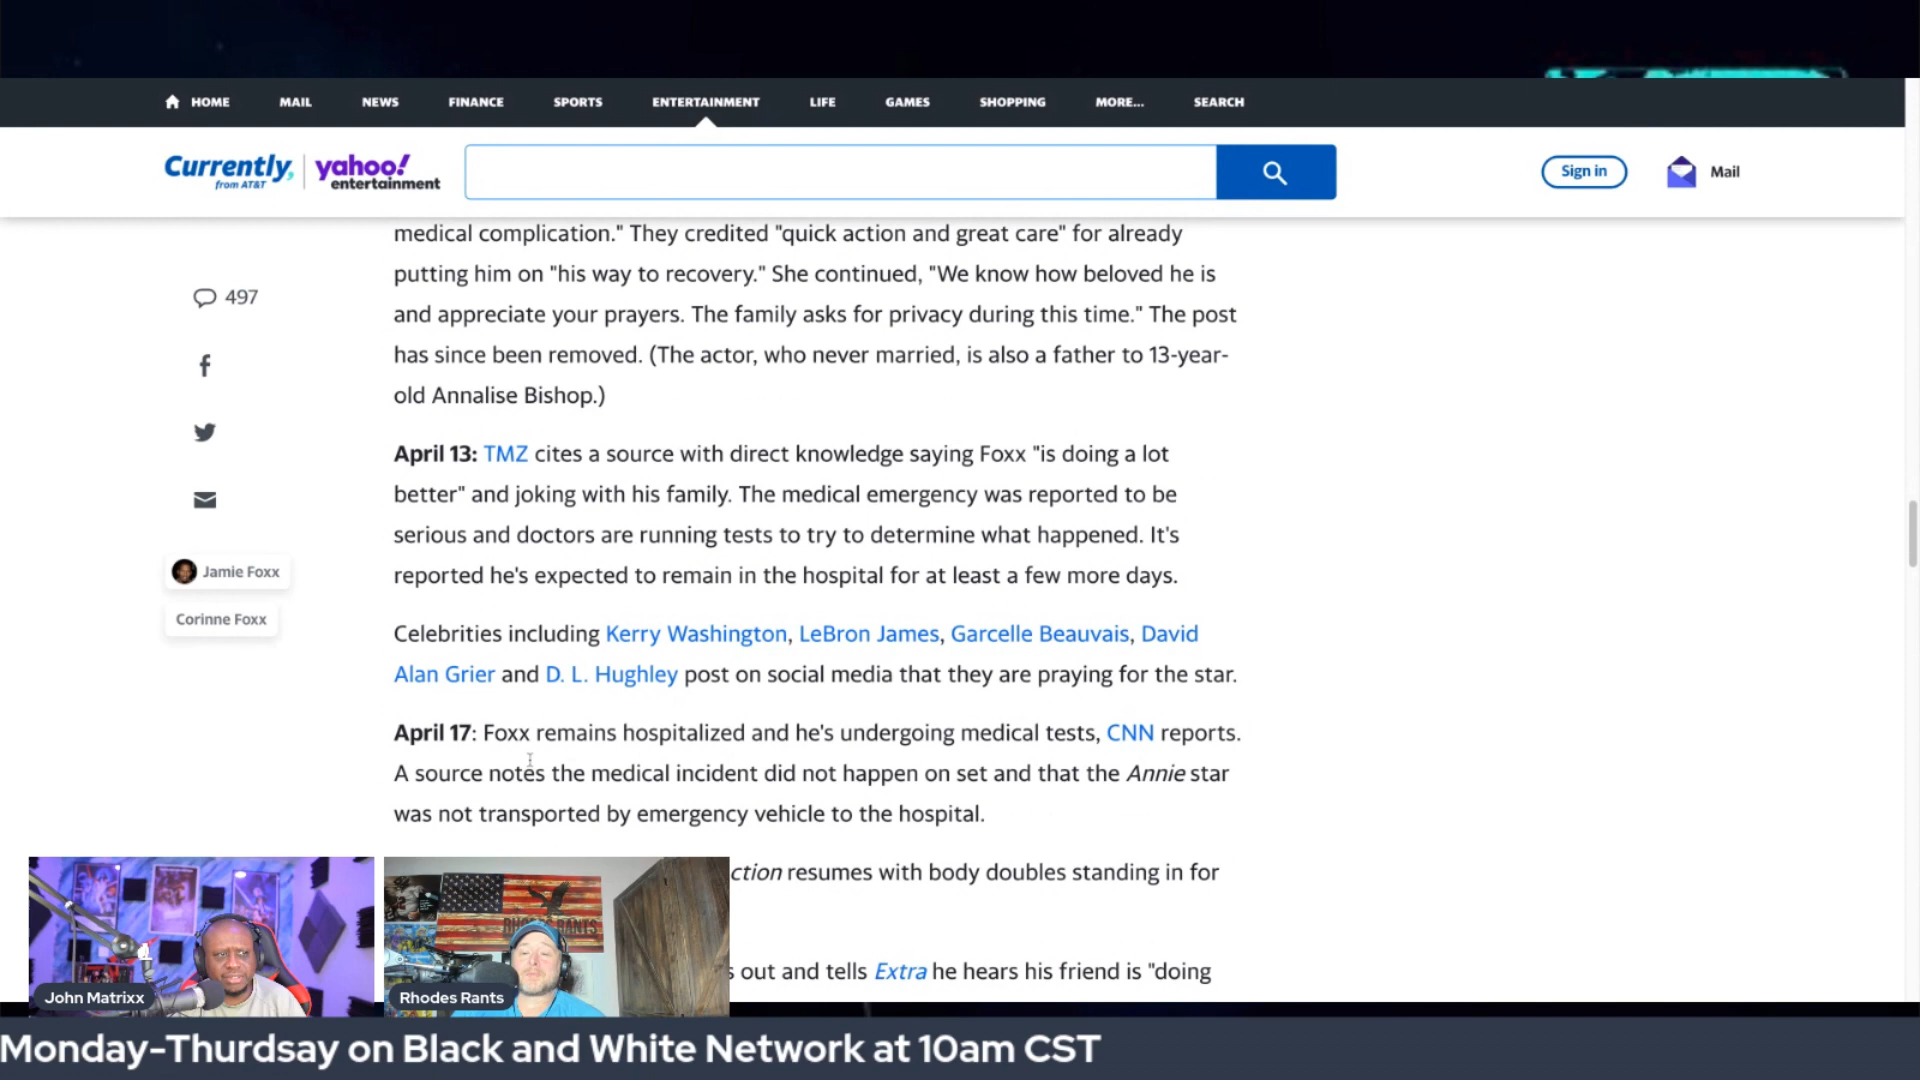 HOME MAIL NEWS FINANCE SPORTS ENTERTAINMENT LIFE GAMES SHOPPING MORE... SEARCH
Currently, from AT&T yahoo! entertainment
Sign in Mail
medical complication." They credited "quick action and great care" for already
putting him on "his way to recovery." She continued, "We know how beloved he is
and appreciate your prayers. The family asks for privacy during this time." The post
has since been removed. (The actor, who never married, is also a father to 13-year-
old Annalise Bishop.)
497
April 13: TMZ cites a source with direct knowledge saying Foxx "is doing a lot
better" and joking with his family. The medical emergency was reported to be
serious and doctors are running tests to try to determine what happened. It's
reported he's expected to remain in the hospital for at least a few more days.
Jamie Foxx
Corinne Foxx
Celebrities including Kerry Washington, LeBron James, Garcelle Beauvais, David
Alan Grier and D. L. Hughley post on social media that they are praying for the star.
April 17: Foxx remains hospitalized and he's undergoing medical tests, CNN reports.
A source notes the medical incident did not happen on set and that the Annie star
was not transported by emergency vehicle to the hospital.
ction resumes with body doubles standing in for
s out and tells Extra he hears his friend is "doing
RHODES RANTS
John Matrixx
Rhodes Rants
Monday-Thurdsay on Black and White Network at 10am CST